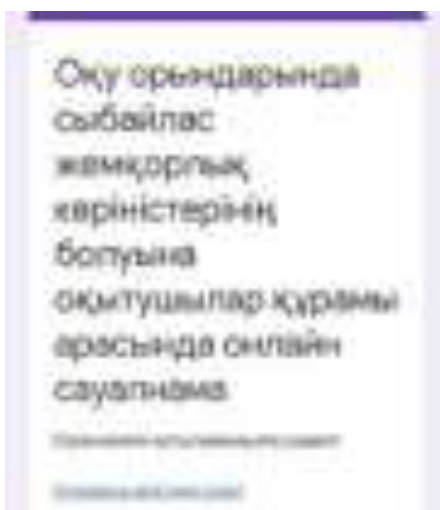 Оқу орындарында
сыбайлас
жемқорлық
көріністерінің
болуына
оқытушылар құрамы
арасында онлайн
сауалнама